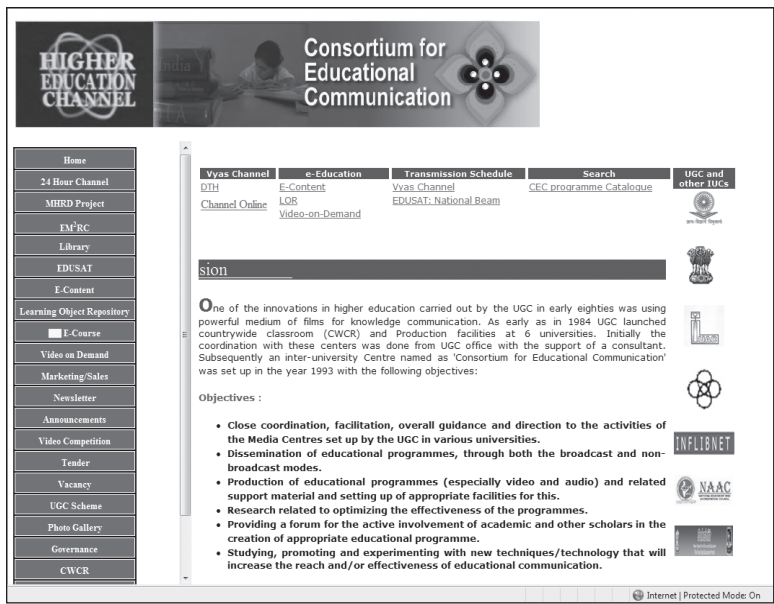 HIGHER
EDUCATION
CHANNEL
India
Consortium for
Educational
Communication
Home
24 Hour Channel
MHRD Project
EM²RC
Library
EDUSAT
E-Content
Learning Object Repository
E-Course
Video on Demand
Marketing/Sales
Newsletter
Announcements
Video Competition
Tender
Vacancy
UGC Scheme
Photo Gallery
Governance
CWCR
Vyas Channel
DTH
Channel Online
e-Education
E-Content
LOR
Video-on-Demand
Transmission Schedule
Vyas Channel
EDUSAT: National Beam
Search
CEC programme Catalogue
UGC and
other IUCs
sion
One of the innovations in higher education carried out by the UGC in early eighties was using
powerful medium of films for knowledge communication. As early as in 1984 UGC launched
countrywide classroom (CWCR) and Production facilities at 6 universities. Initially the
coordination with these centers was done from UGC office with the support of a consultant.
Subsequently an inter-university Centre named as 'Consortium for Educational Communication'
was set up in the year 1993 with the following objectives:
Objectives :
• Close coordination, facilitation, overall guidance and direction to the activities of
the Media Centres set up by the UGC in various universities.
• Dissemination of educational programmes, through both the broadcast and non-
broadcast modes.
• Production of educational programmes (especially video and audio) and related
support material and setting up of appropriate facilities for this.
• Research related to optimizing the effectiveness of the programmes.
• Providing a forum for the active involvement of academic and other scholars in the
creation of appropriate educational programme.
• Studying, promoting and experimenting with new techniques/technology that will
increase the reach and/or effectiveness of educational communication.
INFLIBNET
NAAC
Internet | Protected Mode: On